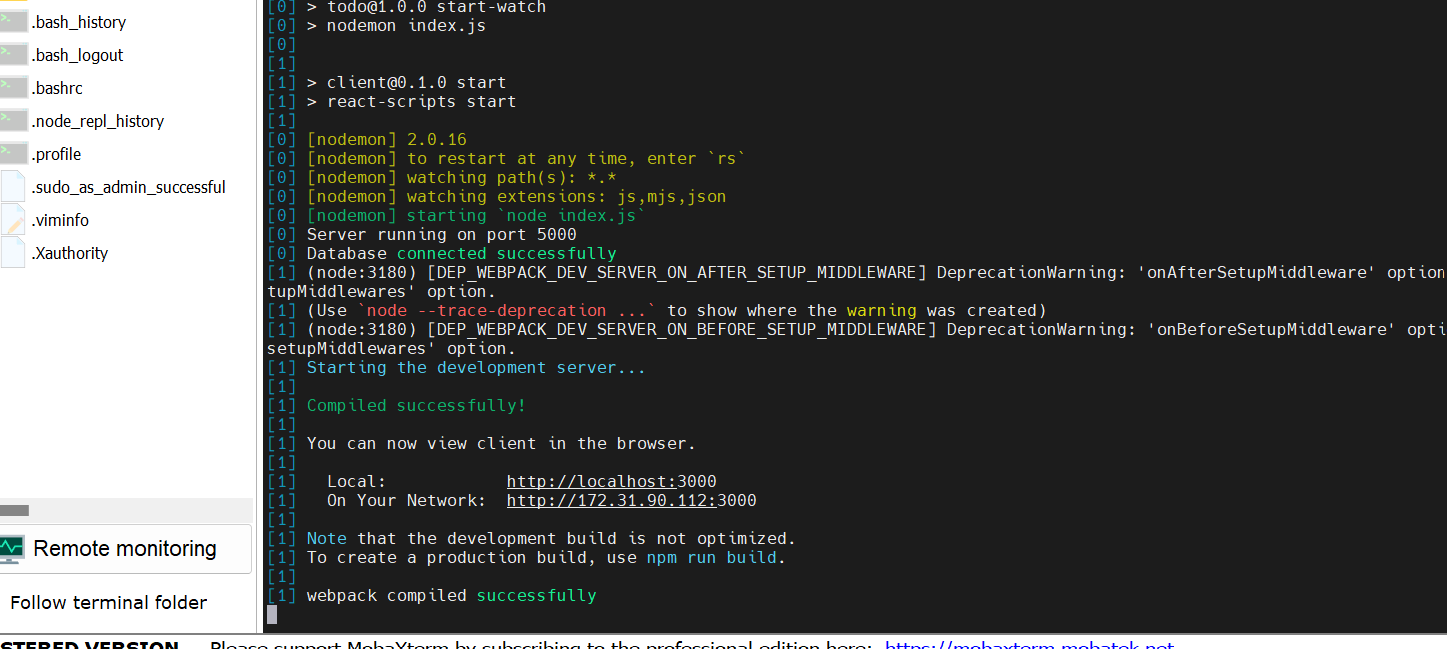 .bash_history
.bash_logout
.bashrc
.node_repl_history
.profile
.sudo_as_admin_successful
.viminfo
.Xauthority
Remote monitoring
Follow terminal folder
[0] > todo@1.0.0 start-watch
[0] > nodemon index.js
[0]
[1]
[1] > client@0.1.0 start
[1] > react-scripts start
[1]
[0] [nodemon] 2.0.16
[0] [nodemon] to restart at any time, enter `rs`
[0] [nodemon] watching path(s): *.*
[0] [nodemon] watching extensions: js,mjs,json
[0] [nodemon] starting `node index.js`
[0] Server running on port 5000
[0] Database connected successfully
[1] (node:3180) [DEP_WEBPACK_DEV_SERVER_ON_AFTER_SETUP_MIDDLEWARE] DeprecationWarning: 'onAfterSetupMiddleware' option
tupMiddlewares' option.
[1] (Use `node --trace-deprecation ...` to show where the warning was created)
[1] (node:3180) [DEP_WEBPACK_DEV_SERVER_ON_BEFORE_SETUP_MIDDLEWARE] DeprecationWarning: 'onBeforeSetupMiddleware' opti
setupMiddlewares' option.
[1] Starting the development server...
[1]
[1] Compiled successfully!
[1]
[1] You can now view client in the browser.
[1]
[1] Local: http://localhost:3000
[1] On Your Network: http://172.31.90.112:3000
[1]
[1] Note that the development build is not optimized.
[1] To create a production build, use npm run build.
[1]
[1] webpack compiled successfully
STERED VERSION - Please support MobaXterm by subscribing to the professional edition here: https://mobaxterm.mobatek.net